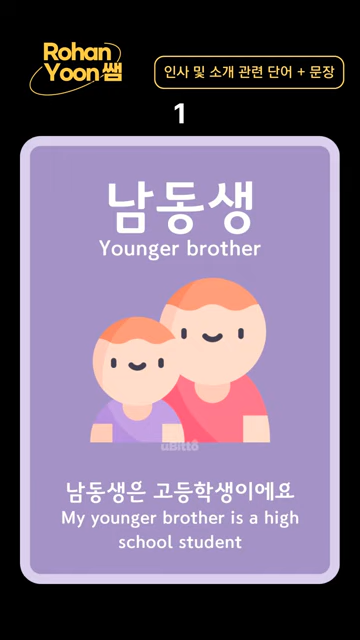 Rohan
Yoon쌤
인사 및 소개 관련 단어 + 문장
1
남동생
Younger brother
남동생은 고등학생이에요
My younger brother is a high
school student